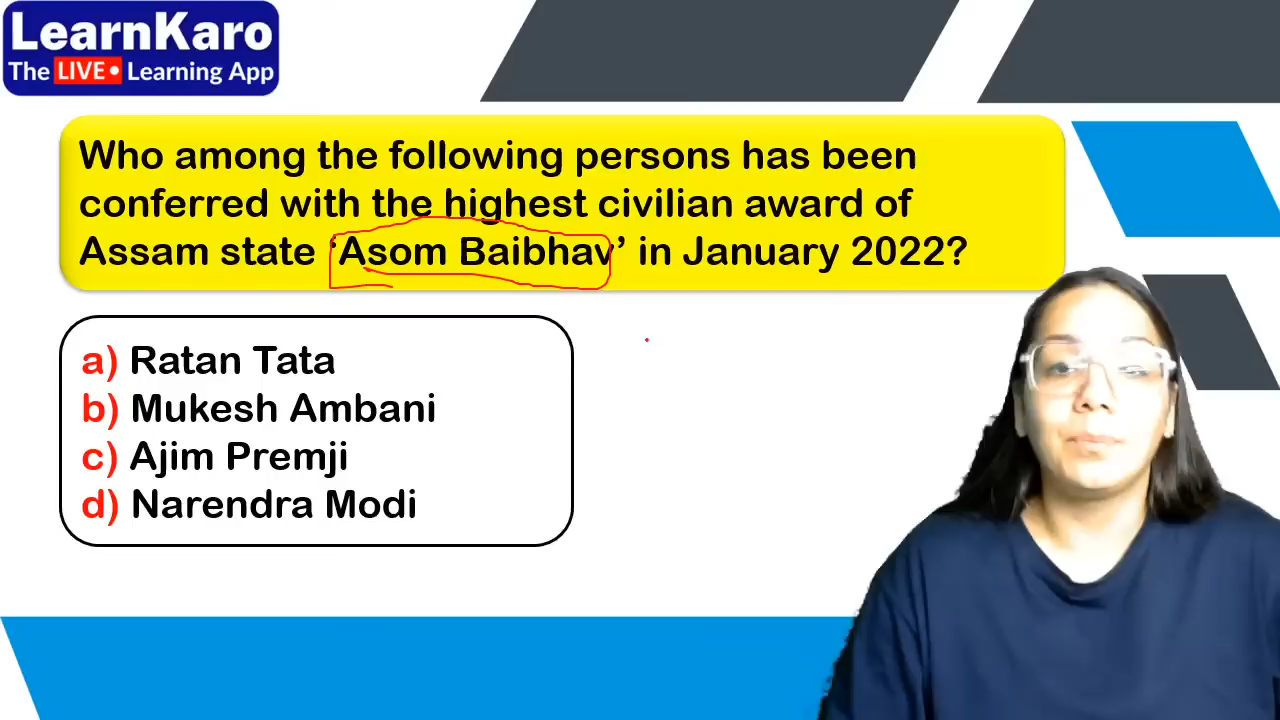 LearnKaro
The LIVE• Learning App
Who among the following persons has been
conferred with the highest civilian award of
Assam state ‘Asom Baibhav’ in January 2022?
a) Ratan Tata
b) Mukesh Ambani
c) Ajim Premji
d) Narendra Modi